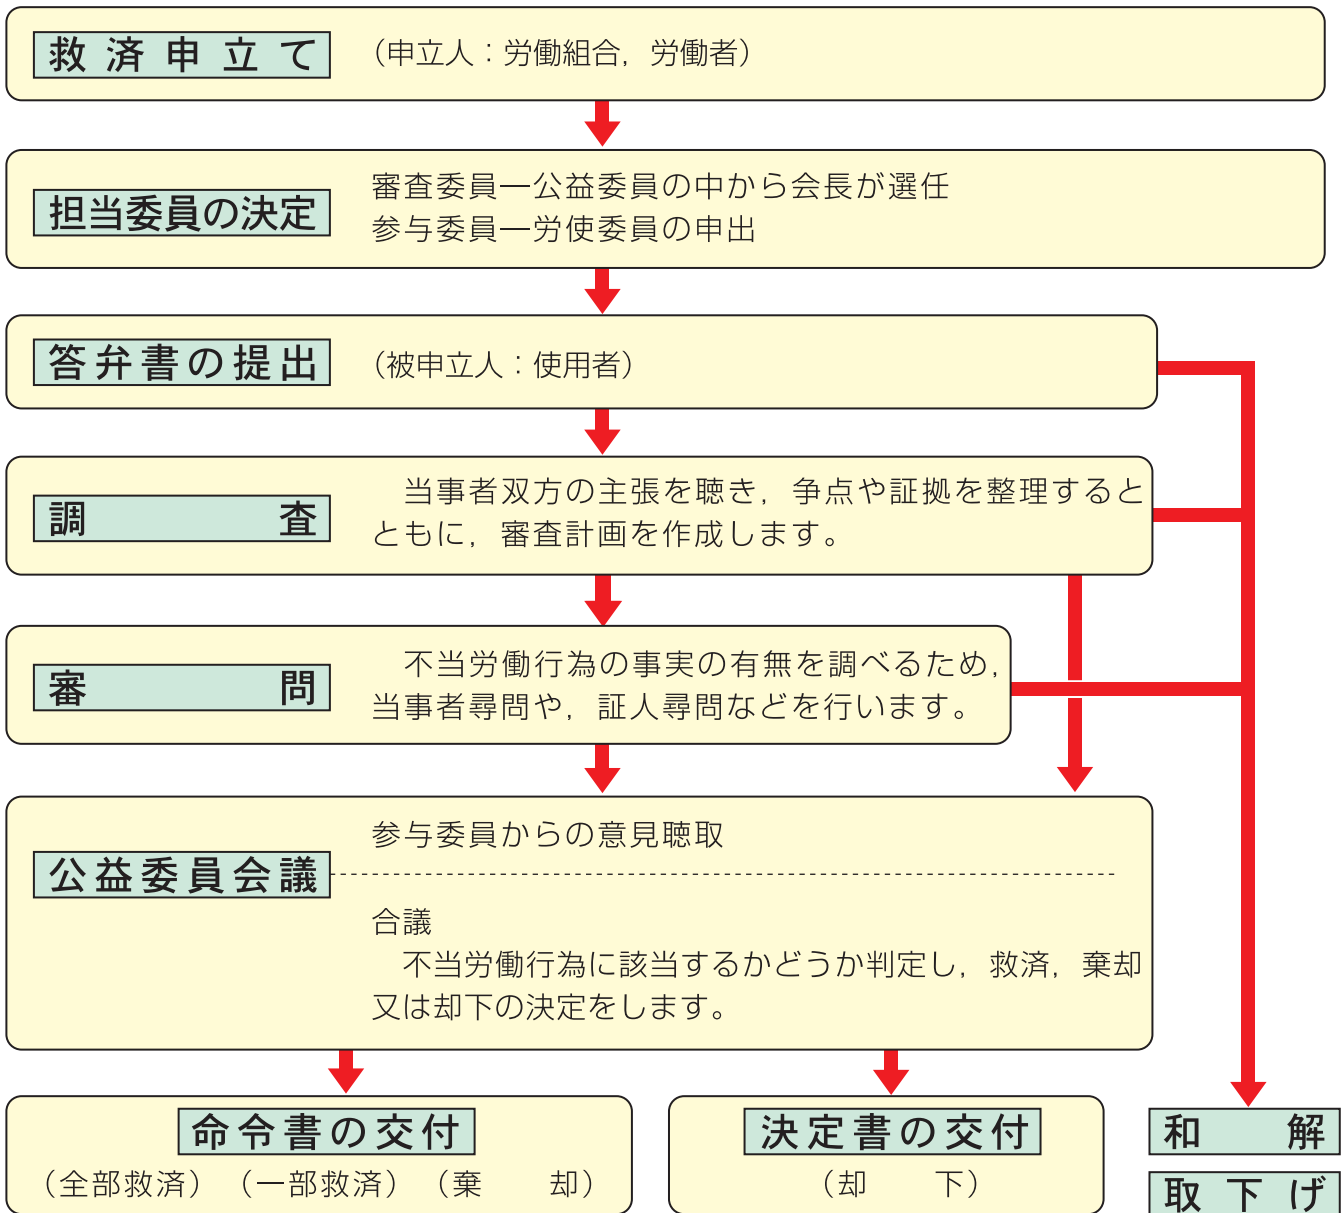 救済申立て （申立人：労働組合，労働者）
担当委員の決定
審査委員―公益委員の中から会長が選任
参与委員―労使委員の申出
答弁書の提出 （被申立人：使用者）
調査
当事者双方の主張を聴き，争点や証拠を整理すると
ともに，審査計画を作成します。
審問
不当労働行為の事実の有無を調べるため，
当事者尋問や，証人尋問などを行います。
公益委員会議
参与委員からの意見聴取
合議
不当労働行為に該当するかどうか判定し，救済，棄却
又は却下の決定をします。
命令書の交付
（全部救済）（一部救済）（棄　却）
決定書の交付
（却　下）
和解
取下げ